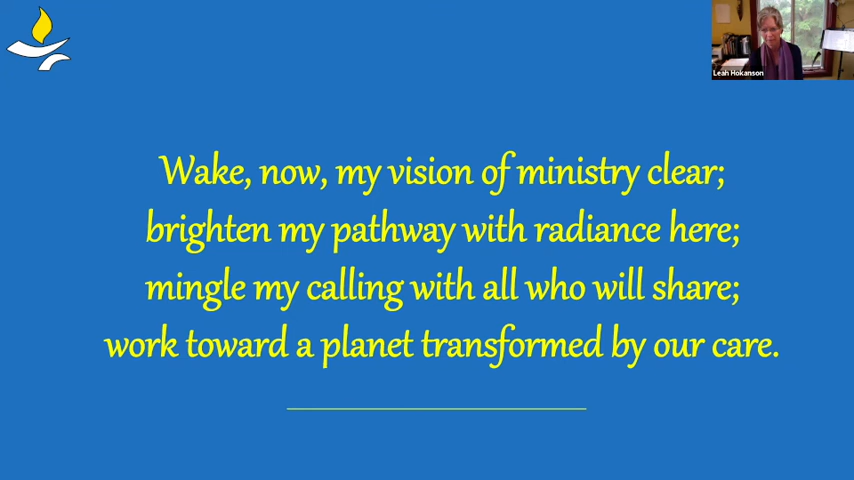 Leah Hokanson
Wake, now, my vision of ministry clear;
brighten my pathway with radiance here;
mingle my calling with all who will share;
work toward a planet transformed by our care.